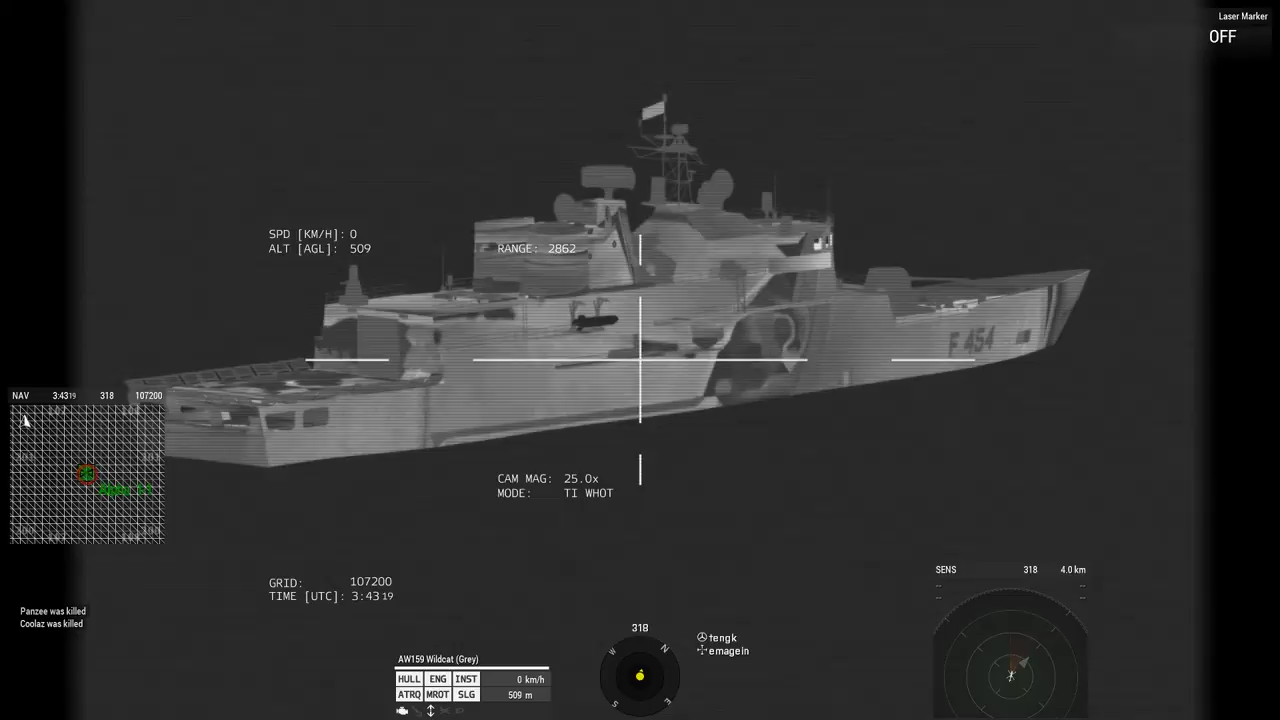 Laser Marker
OFF
SPD [KM/H]: 0
ALT [AGL]: 509
RANGE: 2862
F 454
NAV 3:43 19 318 107200
CAM MAG: 25.0x
MODE: TI WHOT
GRID: 107200
TIME [UTC]: 3:43 19
SENS 318 4.0 km
Panzee was killed
Coolaz was killed
318
N
W
S
E
tengk
emagein
AW159 Wildcat (Grey)
HULL ENG INST 0 km/h
ATRQ MROT SLG 509 m